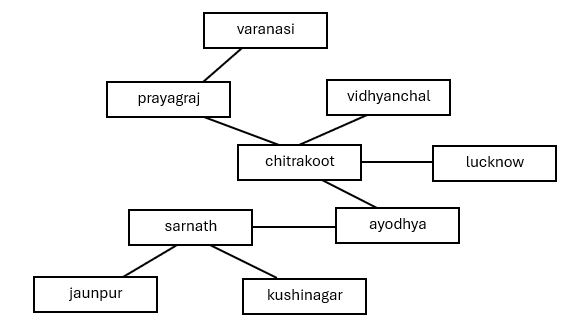 varanasi
prayagraj
vidhyanchal
chitrakoot
lucknow
sarnath
ayodhya
jaunpur
kushinagar